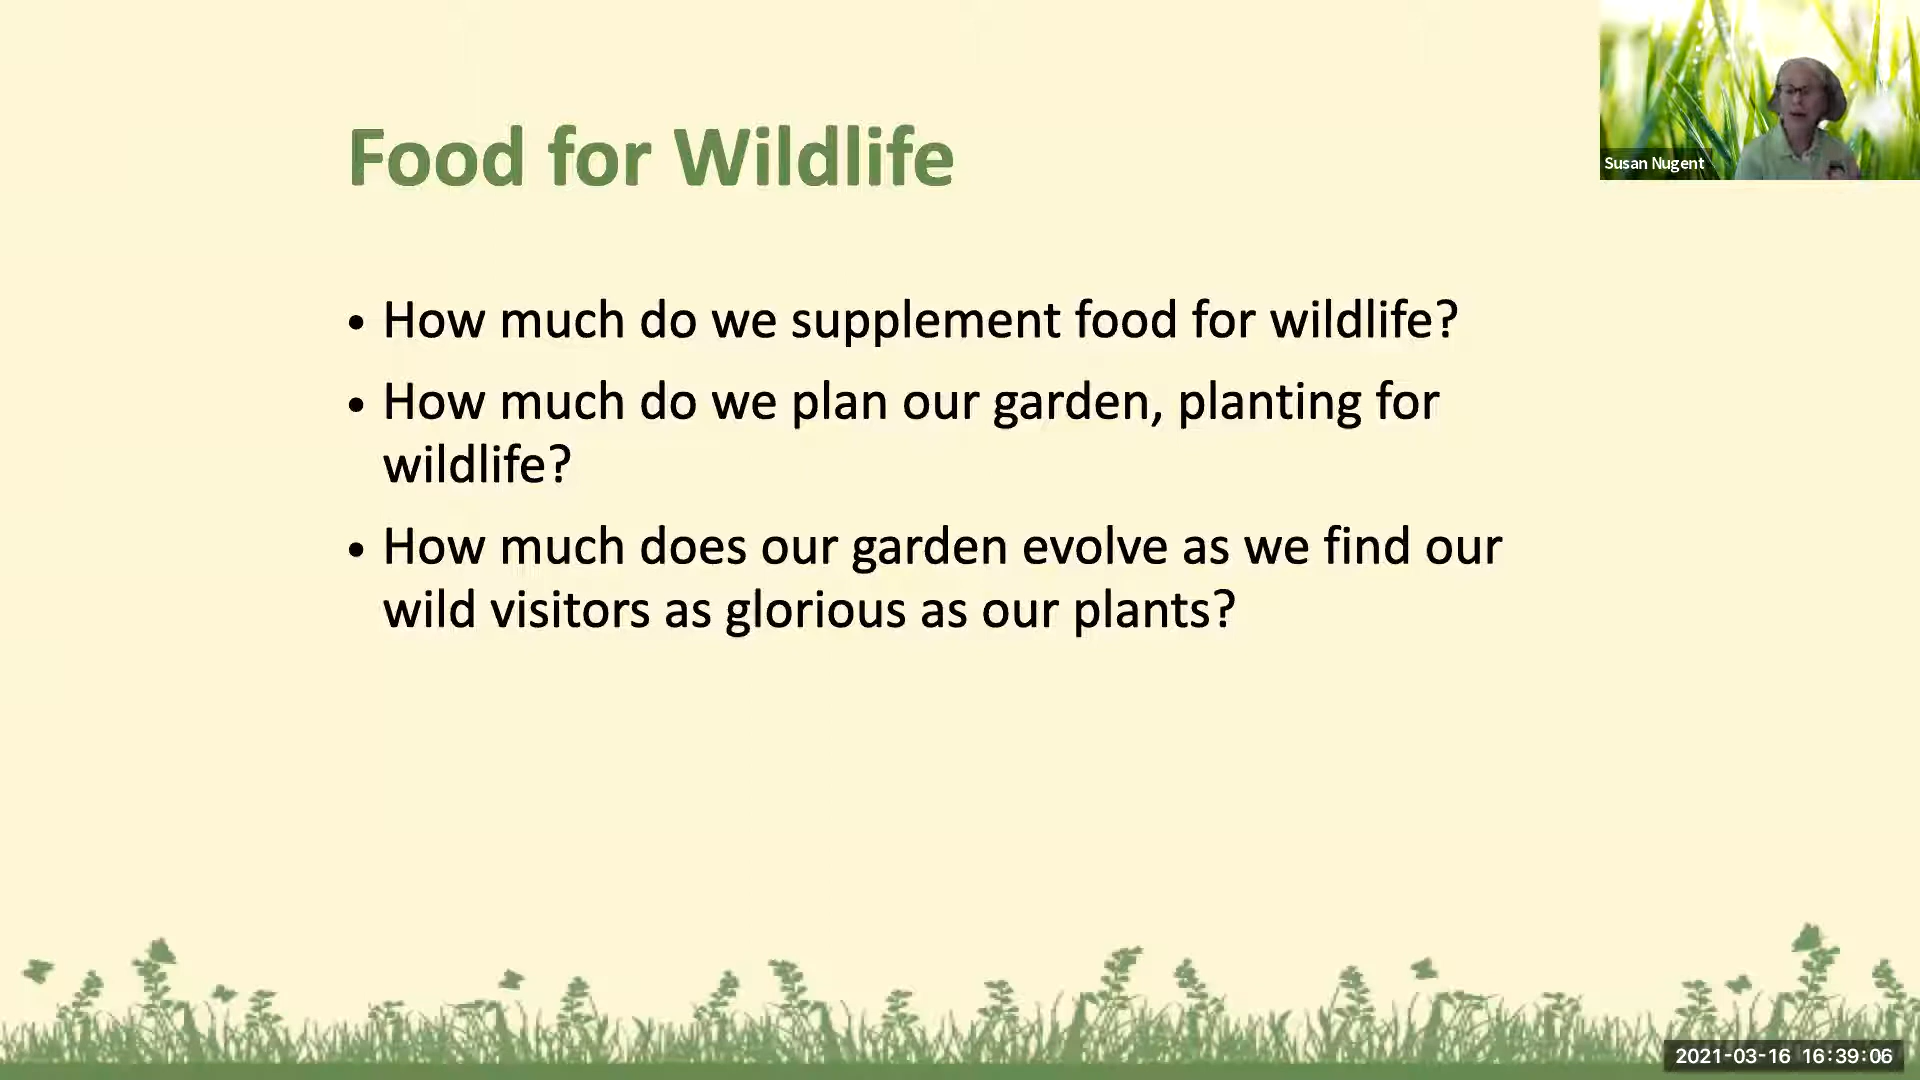 Food for Wildlife
Susan Nugent
• How much do we supplement food for wildlife?
• How much do we plan our garden, planting for
wildlife?
• How much does our garden evolve as we find our
wild visitors as glorious as our plants?
2021-03-16 16:39:06